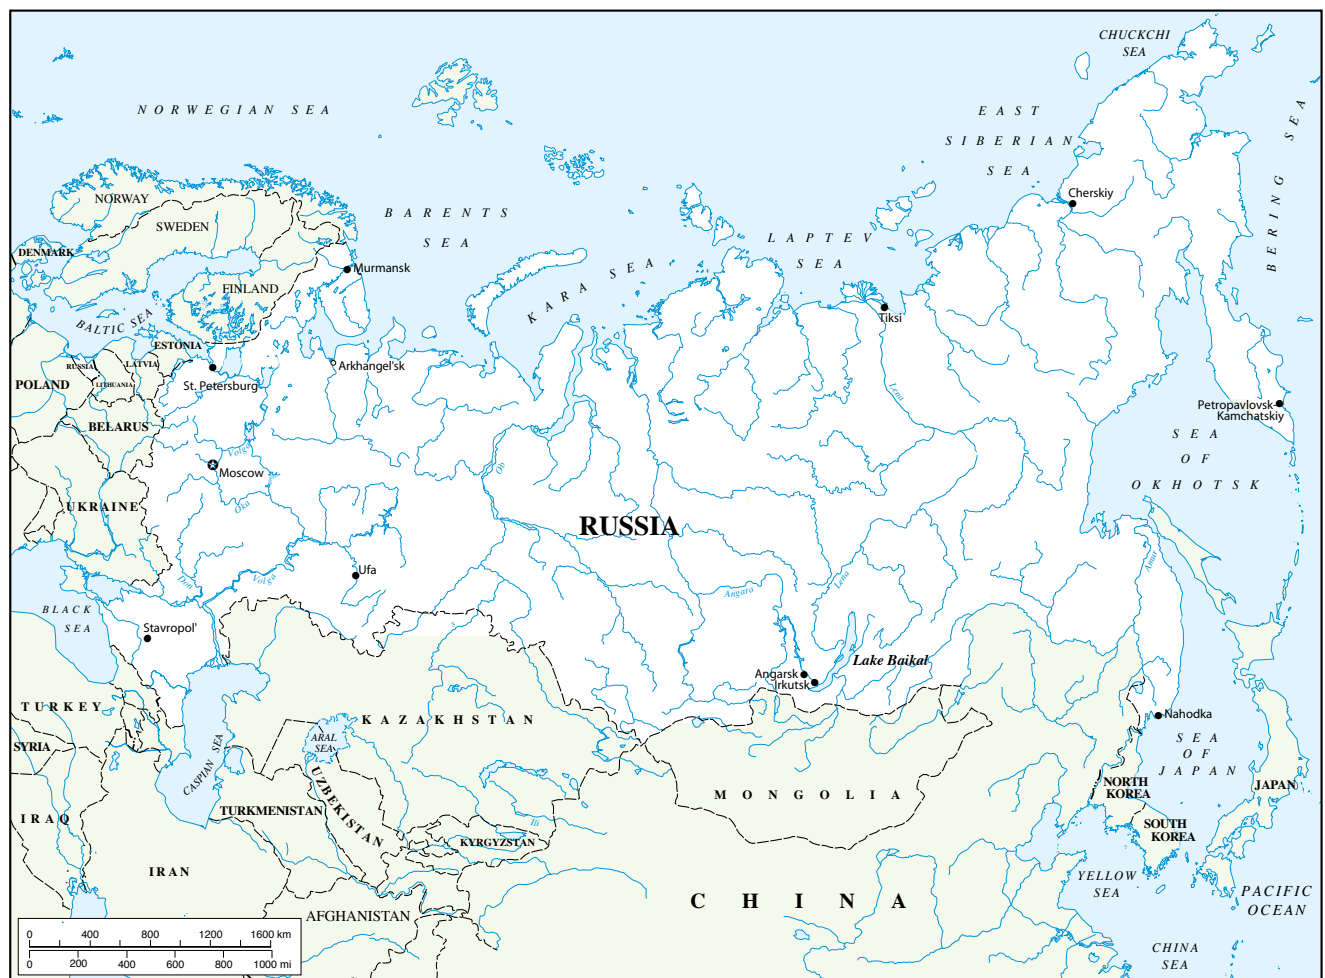 CHUCKCHI
SEA
NORWEGIAN SEA
EAST
SIBERIAN
SEA
BERING SEA
NORWAY
SWEDEN
DENMARK
FINLAND
BARENTS
SEA
LAPTEV
SEA
KARA SEA
Cherskiy
Murmansk
Tiksi
BALTIC SEA
ESTONIA
LATVIA
RUSSIA
LITHUANIA
POLAND
St. Petersburg
Arkhangel'sk
Lena
Petropavlovsk-
Kamchatskiy
BELARUS
SEA
OF
OKHOTSK
Volga
Moscow
Ob
Oka
UKRAINE
RUSSIA
Ufa
Don
Volga
Angara
Lena
Amur
BLACK
SEA
Stavropol'
Lake Baikal
Angarsk
Irkutsk
Nahodka
TURKEY
KAZAKHSTAN
ARAL
SEA
SYRIA
CASPIAN SEA
SEA
OF
JAPAN
UZBEKISTAN
MONGOLIA
NORTH
KOREA
JAPAN
TURKMENISTAN
IRAQ
Ili
KYRGYZSTAN
SOUTH
KOREA
IRAN
YELLOW
SEA
CHINA
PACIFIC
OCEAN
AFGHANISTAN
CHINA
SEA
0 400 800 1200 1600 km
0 200 400 600 800 1000 mi